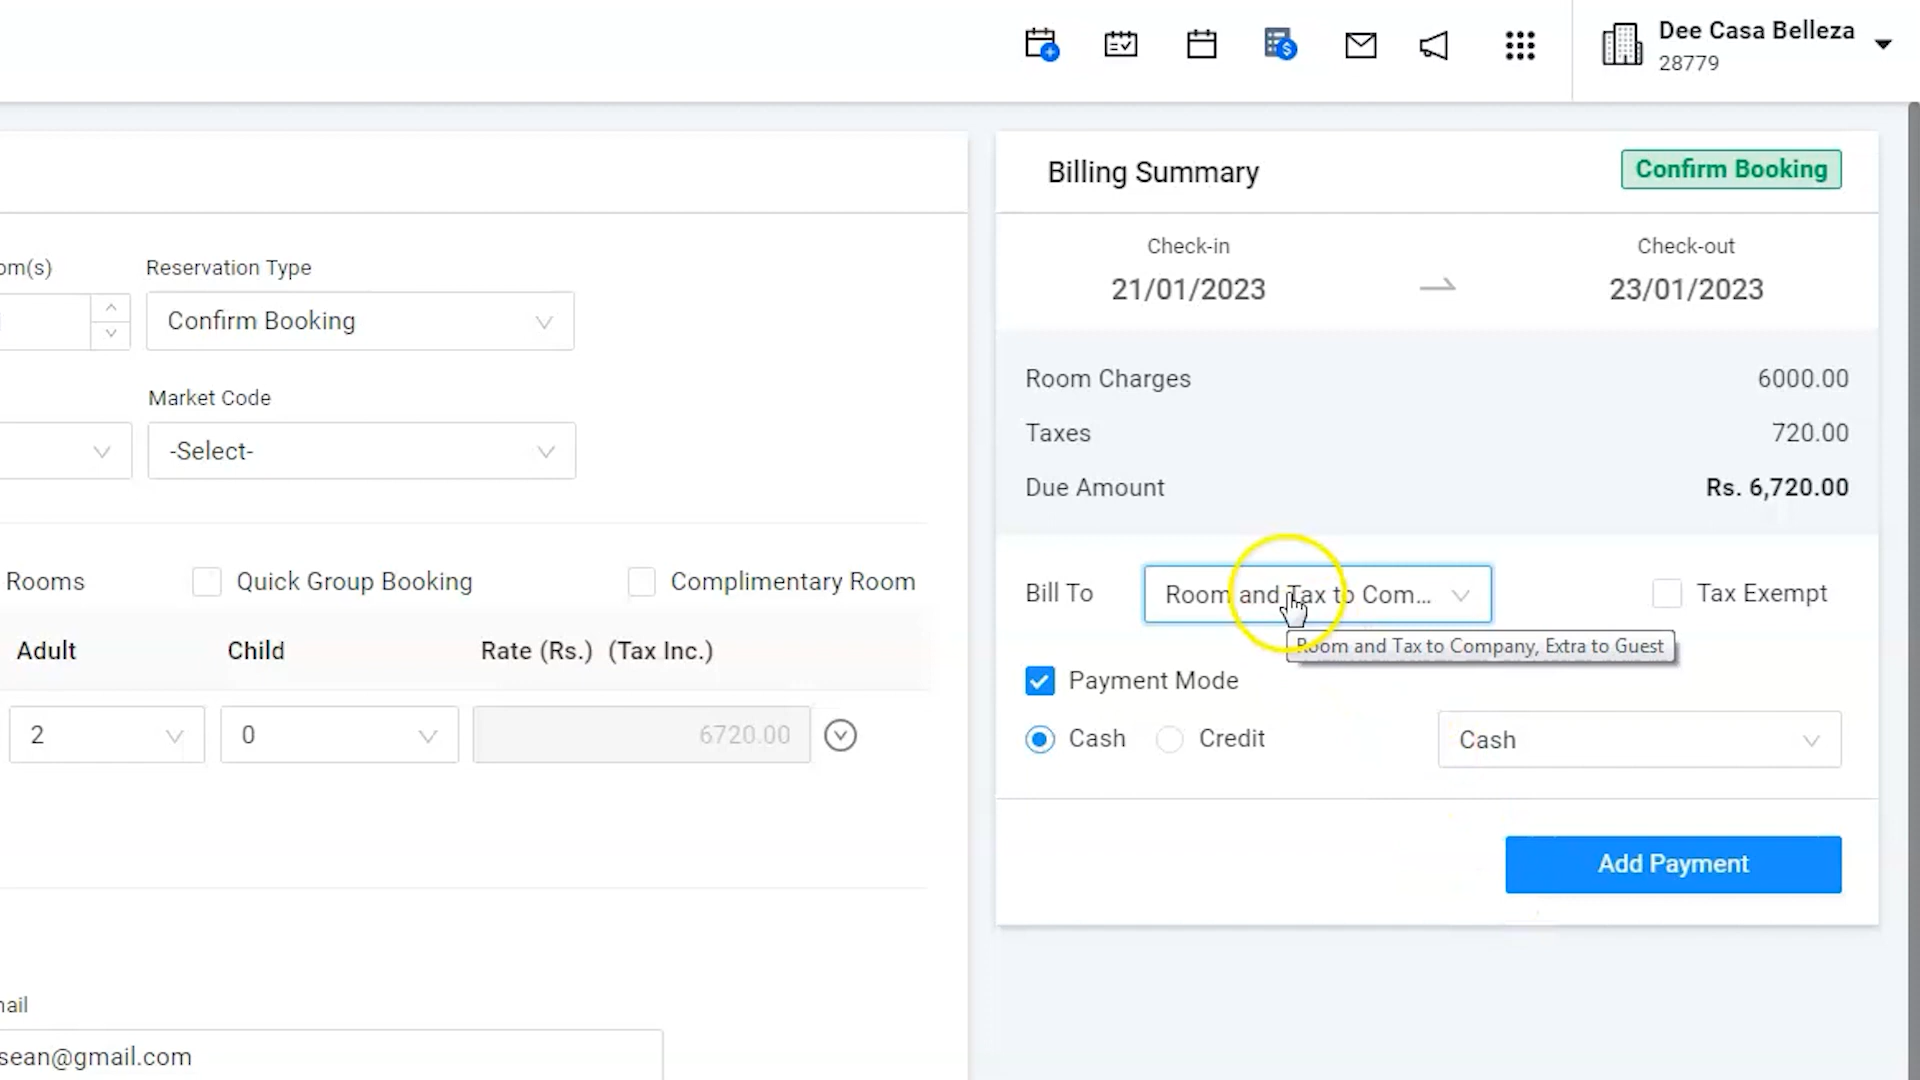 Dee Casa Belleza
28779
Billing Summary
Confirm Booking
Check-in
Check-out
21/01/2023
23/01/2023
om(s)
Reservation Type
Confirm Booking
Market Code
-Select-
Room Charges
6000.00
Taxes
720.00
Due Amount
Rs. 6,720.00
Rooms
Quick Group Booking
Complimentary Room
Adult
Child
Rate (Rs.) (Tax Inc.)
2
0
6720.00
Bill To
Room and Tax to Com...
Tax Exempt
Room and Tax to Company, Extra to Guest
Payment Mode
Cash
Credit
Cash
Add Payment
nail
sean@gmail.com